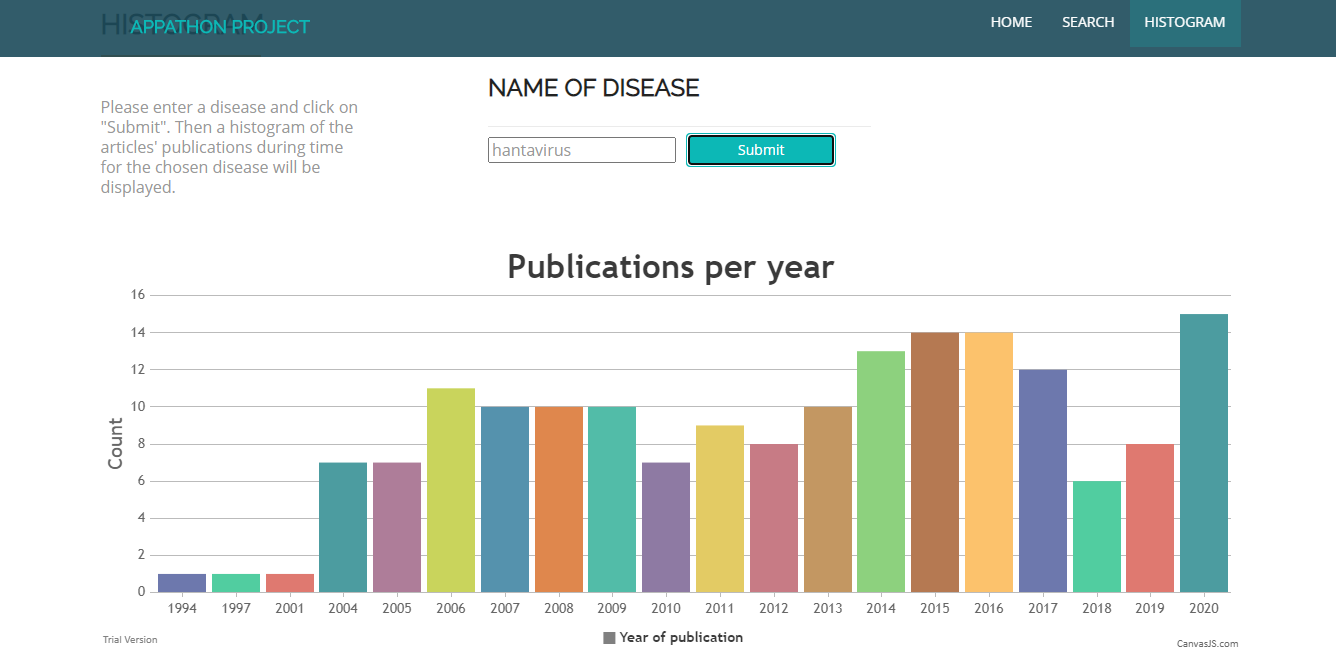 HISTOGRAM
APPATHON PROJECT
HOME SEARCH HISTOGRAM
Please enter a disease and click on
"Submit". Then a histogram of the
articles' publications during time
for the chosen disease will be
displayed.
NAME OF DISEASE
hantavirus Submit
Publications per year
Count
16
14
12
10
8
6
4
2
0
1994 1997 2001 2004 2005 2006 2007 2008 2009 2010 2011 2012 2013 2014 2015 2016 2017 2018 2019 2020
Year of publication
Trial Version
CanvasJS.com